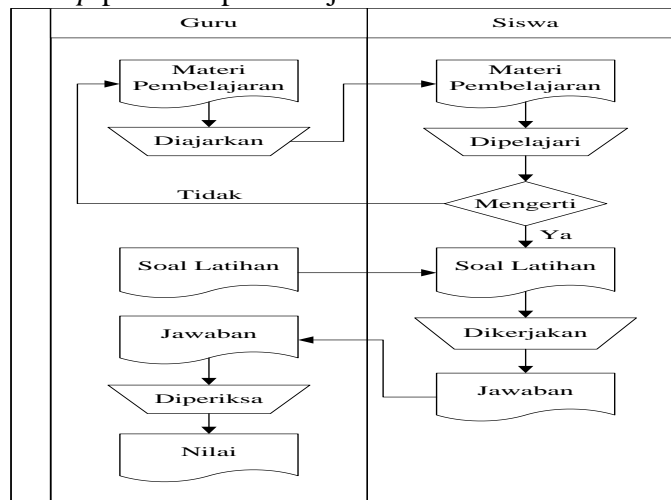 Guru
Siswa
Materi
Pembelajaran
Materi
Pembelajaran
Diajarkan
Dipelajari
Tidak
Mengerti
Ya
Soal Latihan
Soal Latihan
Jawaban
Dikerjakan
Diperiksa
Jawaban
Nilai